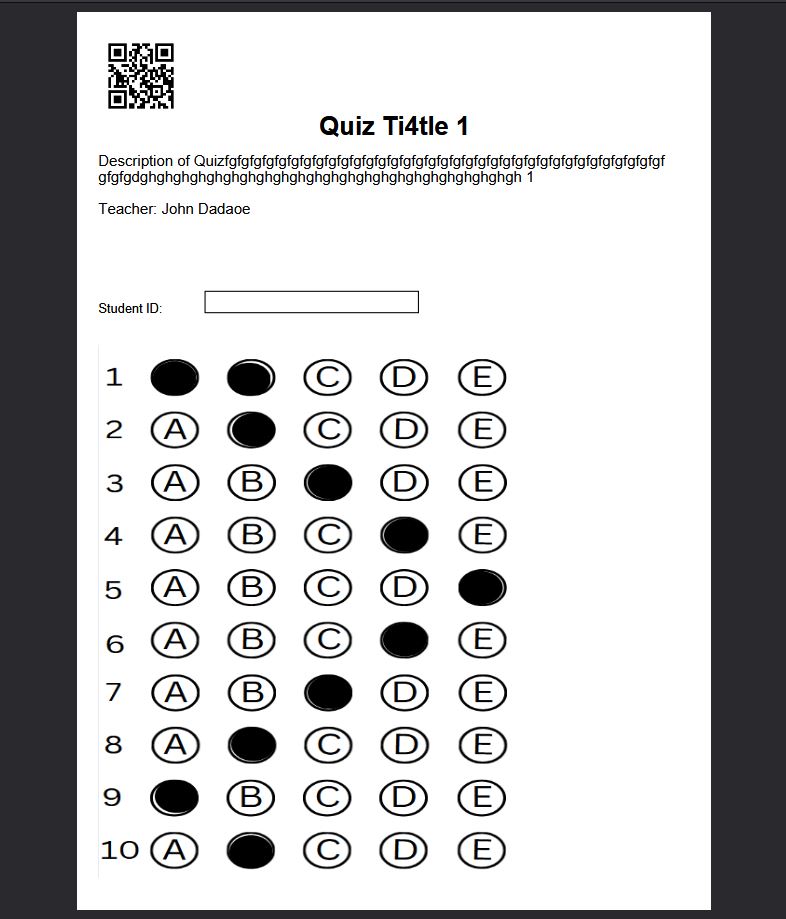 Quiz Ti4tle 1
Description of Quizfgfgfgfgfgfgfgfgfgfgfgfgfgfgfgfgfgfgfgfgfgfgfgfgfgfgfgfgfgfgfgfgfgfgf
gfgfgdghghghghghghghghghghghghghghghghghghghghghghghgh 1
Teacher: John Dadaoe
Student ID:
1 C D E
2 A C D E
3 A B D E
4 A B C E
5 A B C D
6 A B C E
7 A B D E
8 A C D E
9 B C D E
10 A C D E